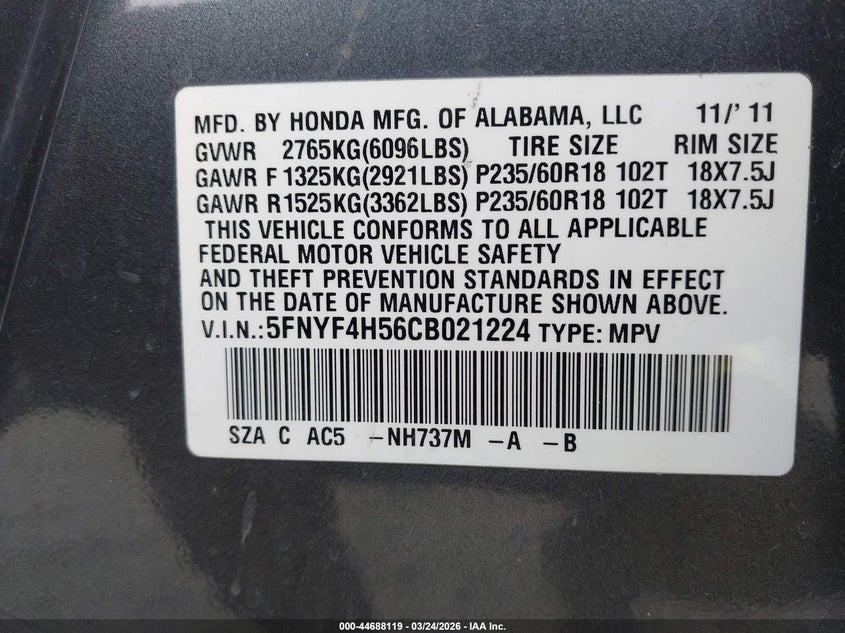 MFD. BY HONDA MFG. OF ALABAMA, LLC 11/'11
GVWR 2765KG(6096LBS) TIRE SIZE RIM SIZE
GAWR F1325KG(2921LBS) P235/60R18 102T 18X7.5J
GAWR R1525KG(3362LBS) P235/60R18 102T 18X7.5J
THIS VEHICLE CONFORMS TO ALL APPLICABLE
FEDERAL MOTOR VEHICLE SAFETY
AND THEFT PREVENTION STANDARDS IN EFFECT
ON THE DATE OF MANUFACTURE SHOWN ABOVE.
V.I.N.:5FNYF4H56CB021224 TYPE: MPV
SZA C AC5 -NH737M -A -B
000-44688119 - 03/24/2026 - IAA Inc.